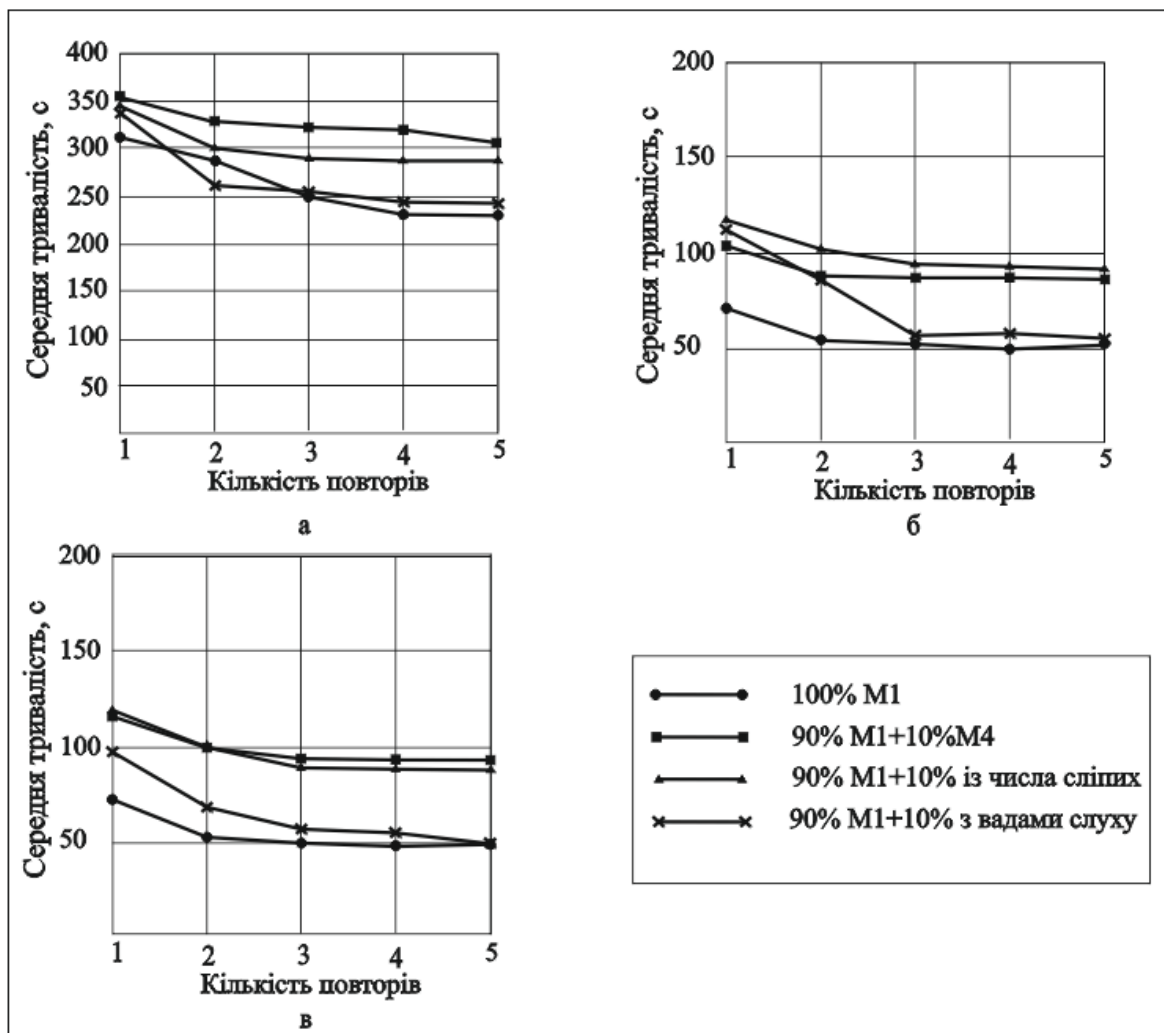 400
350
300
250
200
150
100
50
Середня тривалість, с
1 2 3 4 5
Кількість повторів
а
200
150
100
50
Середня тривалість, с
1 2 3 4 5
Кількість повторів
б
200
150
100
50
Середня тривалість, с
1 2 3 4 5
Кількість повторів
в
100% М1
90% М1+10%М4
90% М1+10% із числа сліпих
90% М1+10% з вадами слуху